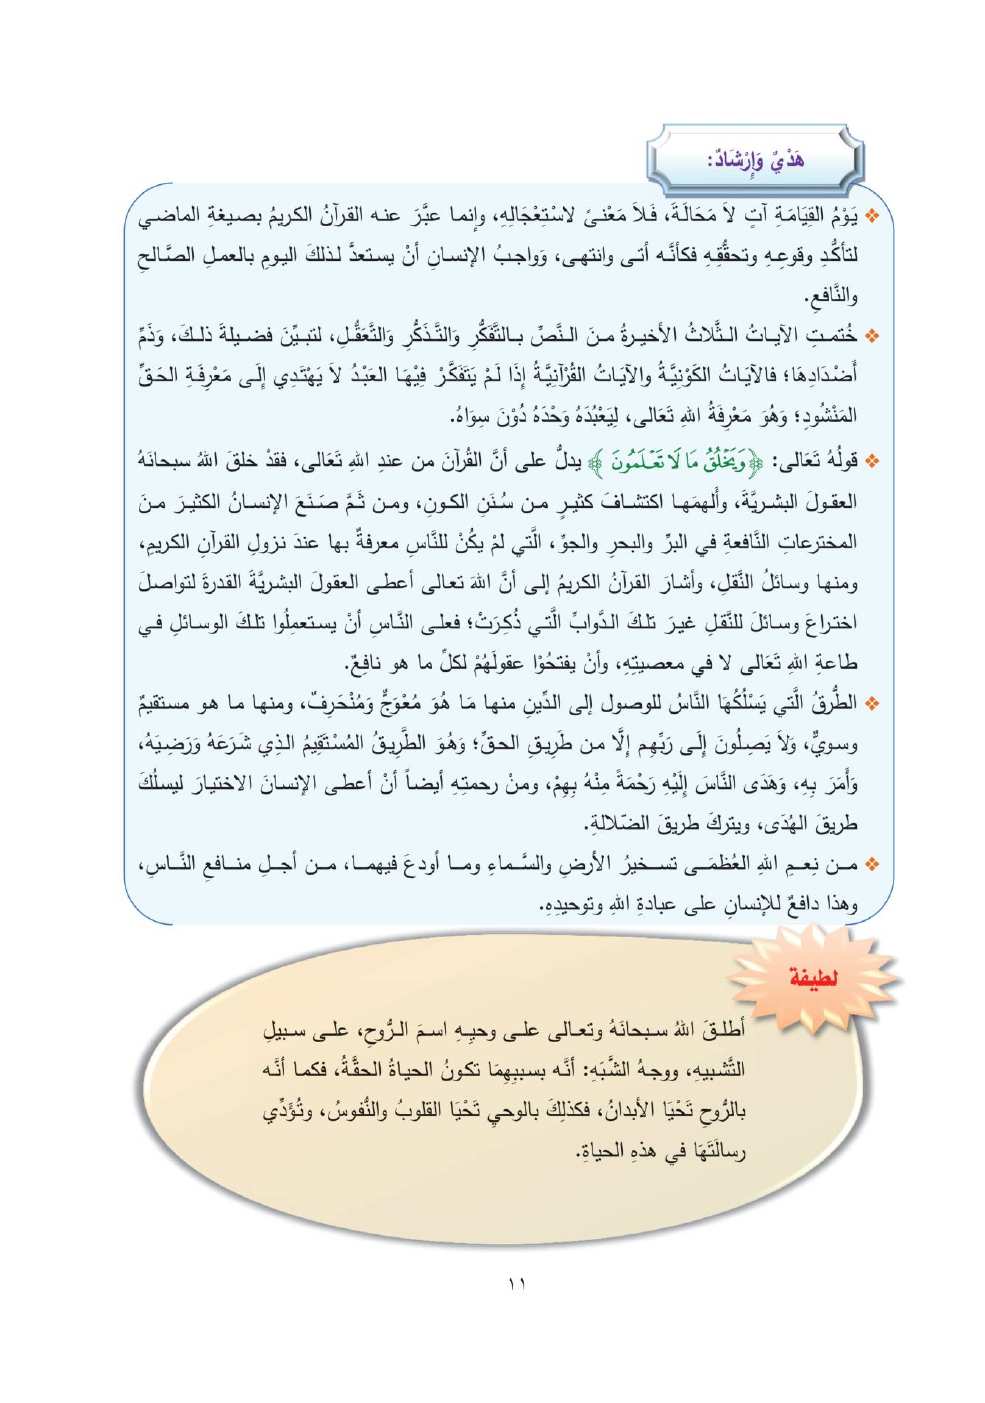 هَدْيٌ وَإِرْشَادٌ:
❖ يَوْمُ القِيَامَةِ آتٍ لاَ مَحَالَةَ، فَلاَ مَعْنىً لاسْتِعْجَالِهِ، وإنما عبَّرَ عنه القرآنُ الكريمُ بصيغةِ الماضي
لتأكُّدِ وقوعِهِ وتحقُّقِهِ فكأنَّه أتى وانتهى، وَواجبُ الإنسانِ أنْ يستعدَّ لذلكَ اليومِ بالعملِ الصَّالحِ
والنَّافعِ.
❖ خُتمتِ الآياتُ الثَّلاثُ الأخيرةُ منَ النَّصِّ بالتَّفَكُّرِ وَالتَّذَكُّرِ وَالتَّعَقُّلِ، لتبيِّنَ فضيلةَ ذلكَ، وَذَمِّ
أَضْدَادِهَا؛ فالآيَاتُ الكَوْنِيَّةُ والآيَاتُ القُرْآنِيَّةُ إِذَا لَمْ يَتَفَكَّرْ فِيْهَا العَبْدُ لاَ يَهْتَدِي إِلَى مَعْرِفَةِ الحَقِّ
المَنْشُودِ؛ وَهُوَ مَعْرِفَةُ اللهِ تَعَالى، لِيَعْبُدَهُ وَحْدَهُ دُوْنَ سِوَاهُ.
❖ قولُهُ تَعَالى: ﴿وَيَخْلُقُ مَا لَا تَعْلَمُونَ﴾ يدلُّ على أنَّ القُرآنَ من عندِ اللهِ تَعَالى، فقدْ خلقَ اللهُ سبحانَهُ
العقولَ البشريَّةَ، وأَلهمَهَا اكتشافَ كثيرٍ من سُنَنِ الكونِ، ومن ثَمَّ صَنَعَ الإنسانُ الكثيرَ منَ
المخترعاتِ النَّافعةِ في البرِّ والبحرِ والجوِّ، الَّتي لمْ يكُنْ للنَّاسِ معرفةٌ بها عندَ نزولِ القرآنِ الكريمِ،
ومنها وسائلُ النَّقلِ، وأشارَ القرآنُ الكريمُ إلى أنَّ اللهَ تعالى أعطى العقولَ البشريَّةَ القدرةَ لتواصلَ
اختراعَ وسائلَ للنَّقلِ غيرَ تلكَ الدَّوابِّ الَّتي ذُكِرَتْ؛ فعلى النَّاسِ أنْ يستعمِلُوا تلكَ الوسائلِ في
طاعةِ اللهِ تَعَالى لا في معصيتِهِ، وأنْ يفتحُوْا عقولَهُمْ لكلِّ ما هو نافِعٌ.
❖ الطُّرقُ الَّتي يَسْلُكُهَا النَّاسُ للوصولِ إلى الدِّينِ منها مَا هُوَ مُعْوَجٌّ وَمُنْحَرِفٌ، ومنها ما هو مستقيمٌ
وسويٌّ، وَلاَ يَصِلُونَ إِلَى رَبِّهِم إلَّا من طَرِيقِ الحقِّ؛ وَهُوَ الطَّرِيقُ المُسْتَقِيمُ الذِي شَرَعَهُ وَرَضِيَهُ،
وَأَمَرَ بِهِ، وَهَدَى النَّاسَ إِلَيْهِ رَحْمَةً مِنْهُ بِهِمْ، ومنْ رحمتِهِ أيضاً أنْ أعطى الإنسانَ الاختيارَ ليسلُكَ
طريقَ الهُدَى، ويتركَ طريقَ الضّلالةِ.
❖ من نِعمِ اللهِ العُظمَى تسخيرُ الأرضِ والسَّماءِ وما أودعَ فيهما، من أجلِ منافعِ النَّاسِ،
وهذا دافعٌ للإنسانِ على عبادةِ اللهِ وتوحيدِهِ.
لطيفة
أطلقَ اللهُ سبحانَهُ وتعالى على وحيِهِ اسمَ الرُّوحِ، على سبيلِ
التَّشبيهِ، ووجهُ الشَّبَهِ: أنَّه بسببِهِمَا تكونُ الحياةُ الحقَّةُ، فكما أنَّه
بالرُّوحِ تَحْيَا الأبدانُ، فكذلِكَ بالوحيِ تَحْيَا القلوبُ والنُّفوسُ، وتُؤَدِّي
رسالَتَهَا في هذهِ الحياةِ.
١١